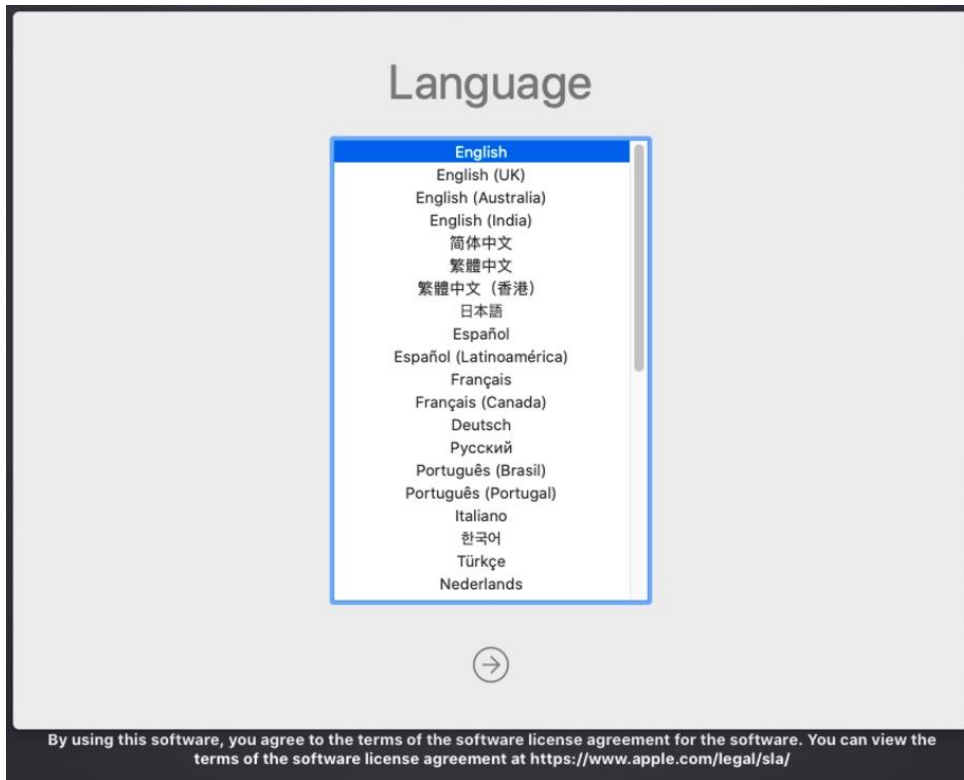 Language
English
English (UK)
English (Australia)
English (India)
简体中文
繁體中文
繁體中文（香港）
日本語
Español
Español (Latinoamérica)
Français
Français (Canada)
Deutsch
Русский
Português (Brasil)
Português (Portugal)
Italiano
한국어
Türkçe
Nederlands
By using this software, you agree to the terms of the software license agreement for the software. You can view the
terms of the software license agreement at https://www.apple.com/legal/sla/